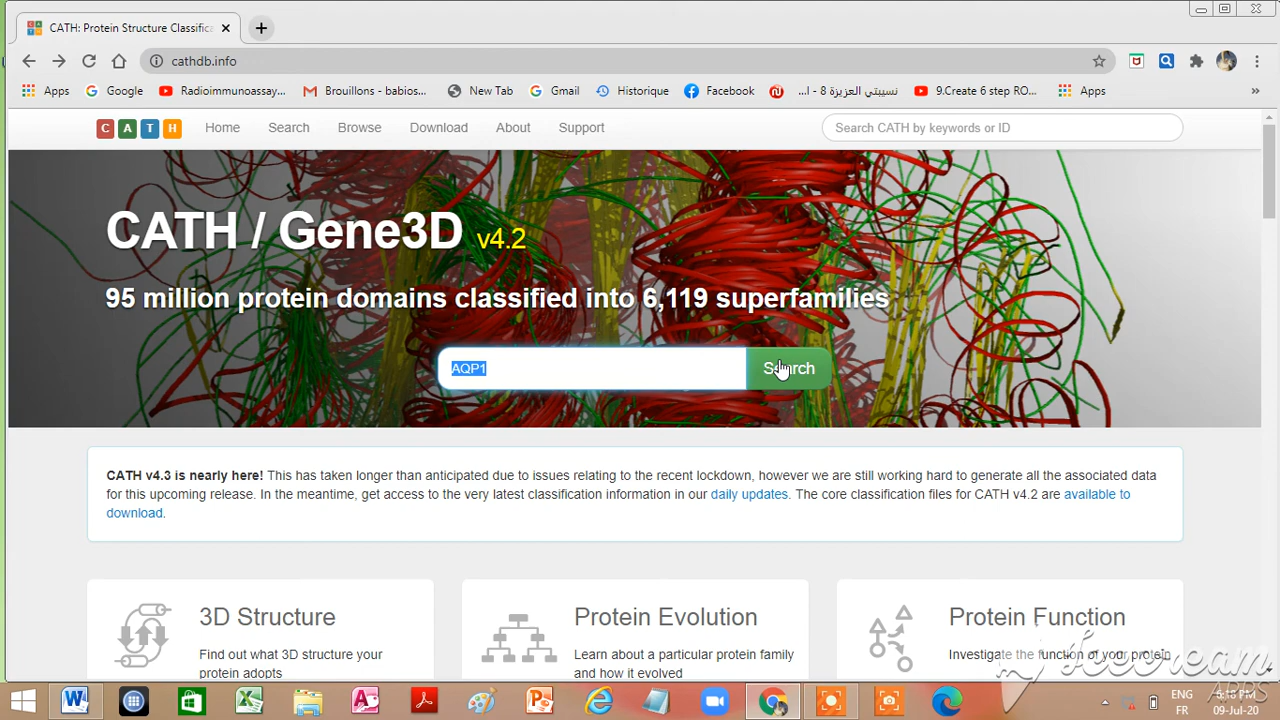 CATH: Protein Structure Classifica
cathdb.info
Apps
Google
Radioimmunoassay...
Brouillons - babios...
New Tab
Gmail
Historique
Facebook
نسيبتي العزيزة 8 - ا...
9.Create 6 step RO...
Apps
C A T H
Home
Search
Browse
Download
About
Support
Search CATH by keywords or ID
CATH / Gene3D v4.2
95 million protein domains classified into 6,119 superfamilies
AQP1
Search
CATH v4.3 is nearly here! This has taken longer than anticipated due to issues relating to the recent lockdown, however we are still working hard to generate all the associated data
for this upcoming release. In the meantime, get access to the very latest classification information in our daily updates. The core classification files for CATH v4.2 are available to
download.
3D Structure
Find out what 3D structure your
protein adopts
Protein Evolution
Learn about a particular protein family
and how it evolved
Protein Function
Investigate the function of your protein
Icecream
APPS
ENG
FR
09-Jul-20